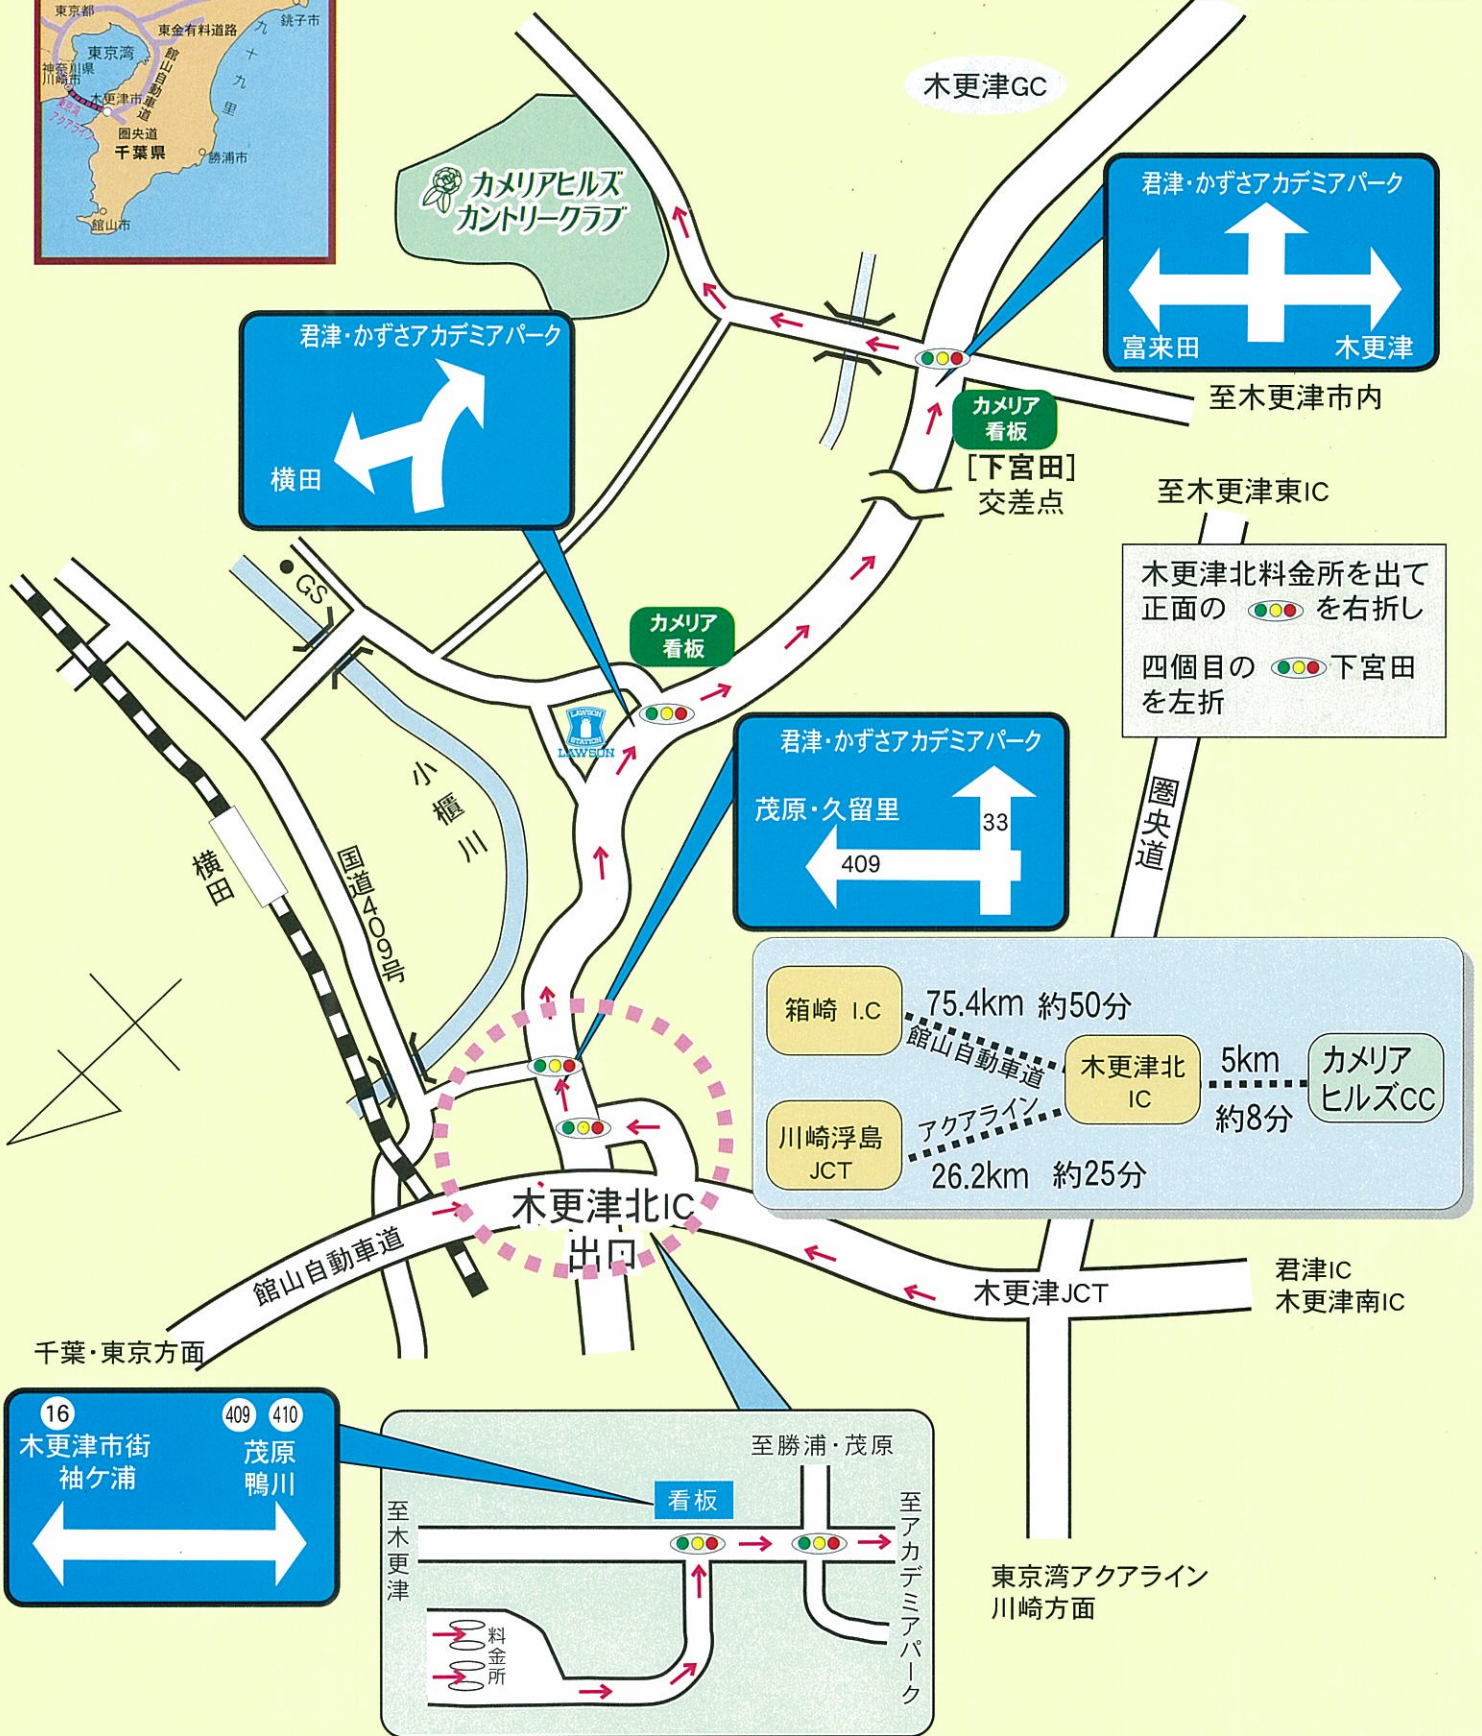 東京都
銚子市
東金有料道路
九十九里
東京湾
館山自動車道
神奈川県
川崎市
木更津市
東京湾
アクアライン
圏央道
千葉県
勝浦市
館山市
木更津GC
カメリアヒルズ
カントリークラブ
君津・かずさアカデミアパーク
富来田
木更津
至木更津市内
君津・かずさアカデミアパーク
横田
カメリア
看板
[下宮田]
交差点
至木更津東IC
木更津北料金所を出て
正面の を右折し
四個目の 下宮田
を左折
GS
カメリア
看板
LAWSON
STATION
LAWSON
君津・かずさアカデミアパーク
茂原・久留里
33
409
小櫃川
圏央道
横田
国道409号
箱崎 I.C
75.4km 約50分
館山自動車道
木更津北
IC
5km
約8分
カメリア
ヒルズCC
川崎浮島
JCT
アクアライン
26.2km 約25分
木更津北IC
出口
館山自動車道
木更津JCT
君津IC
木更津南IC
千葉・東京方面
16
409 410
木更津市街
袖ケ浦
茂原
鴨川
至勝浦・茂原
看板
至木更津
至アカデミアパーク
料金所
東京湾アクアライン
川崎方面